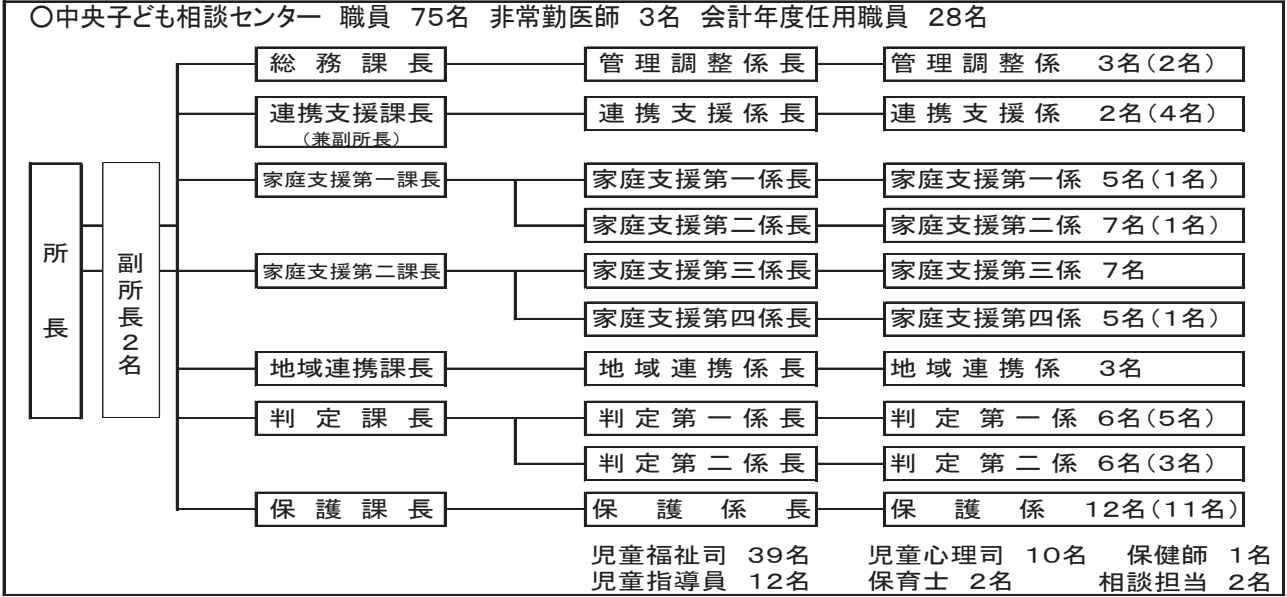 〇中央子ども相談センター 職員 75名 非常勤医師 3名 会計年度任用職員 28名
総務課長 管理調整係長 管理調整係 3名(2名)
連携支援課長 連携支援係長 連携支援係 2名(4名)
(兼副所長)
家庭支援第一課長 家庭支援第一係長 家庭支援第一係 5名(1名)
家庭支援第二係長 家庭支援第二係 7名(1名)
所長
副所長2名
家庭支援第二課長 家庭支援第三係長 家庭支援第三係 7名
家庭支援第四係長 家庭支援第四係 5名(1名)
地域連携課長 地域連携係長 地域連携係 3名
判定課長 判定第一係長 判定第一係 6名(5名)
判定第二係長 判定第二係 6名(3名)
保護課長 保護係長 保護係 12名(11名)
児童福祉司 39名 児童心理司 10名 保健師 1名
児童指導員 12名 保育士 2名 相談担当 2名